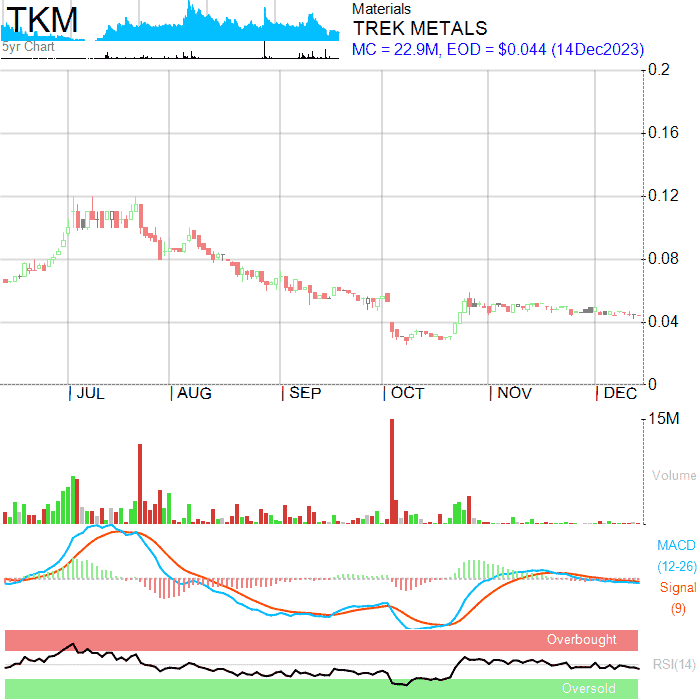 TKM
5yr Chart
Materials
TREK METALS
MC = 22.9M, EOD = $0.044 (14Dec2023)
0.2
0.16
0.12
0.08
0.04
0
JUL
AUG
SEP
OCT
NOV
DEC
15M
Volume
MACD
(12-26)
Signal
(9)
Overbought
RSI(14)
Oversold